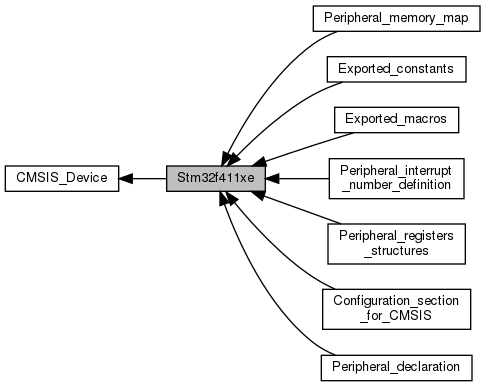 Peripheral_memory_map
Exported_constants
Exported_macros
CMSIS_Device
Stm32f411xe
Peripheral_interrupt
_number_definition
Peripheral_registers
_structures
Configuration_section
_for_CMSIS
Peripheral_declaration